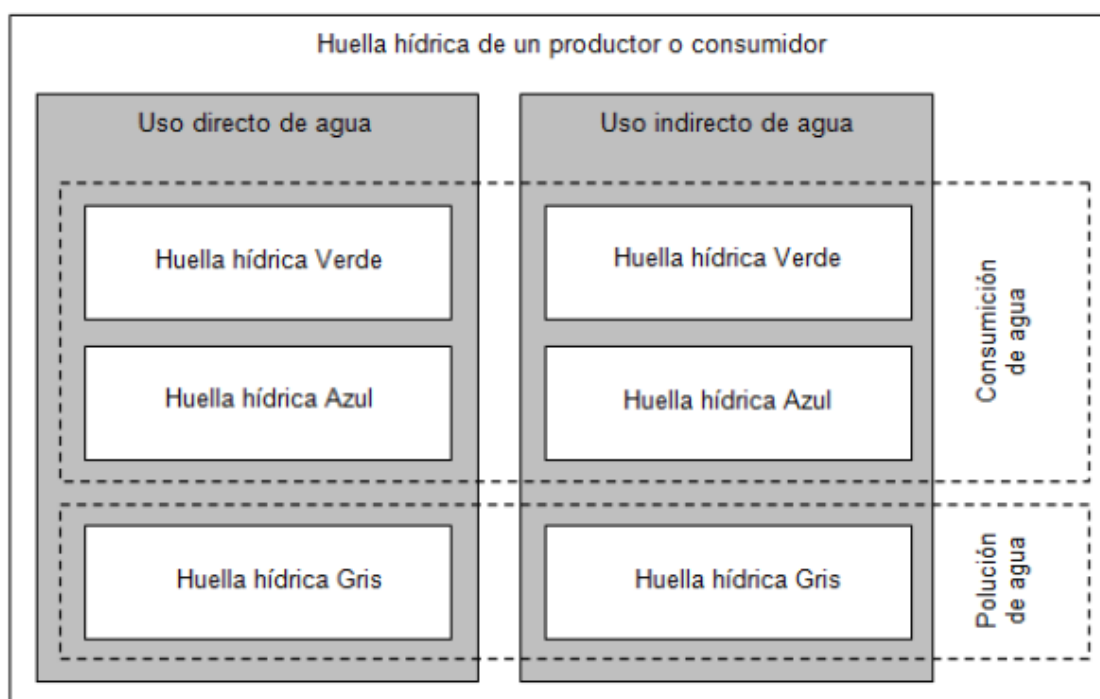 Huella hídrica de un productor o consumidor
Uso directo de agua
Uso indirecto de agua
Huella hídrica Verde
Huella hídrica Verde
Huella hídrica Azul
Huella hídrica Azul
Consumición
de agua
Huella hídrica Gris
Huella hídrica Gris
Polución
de agua